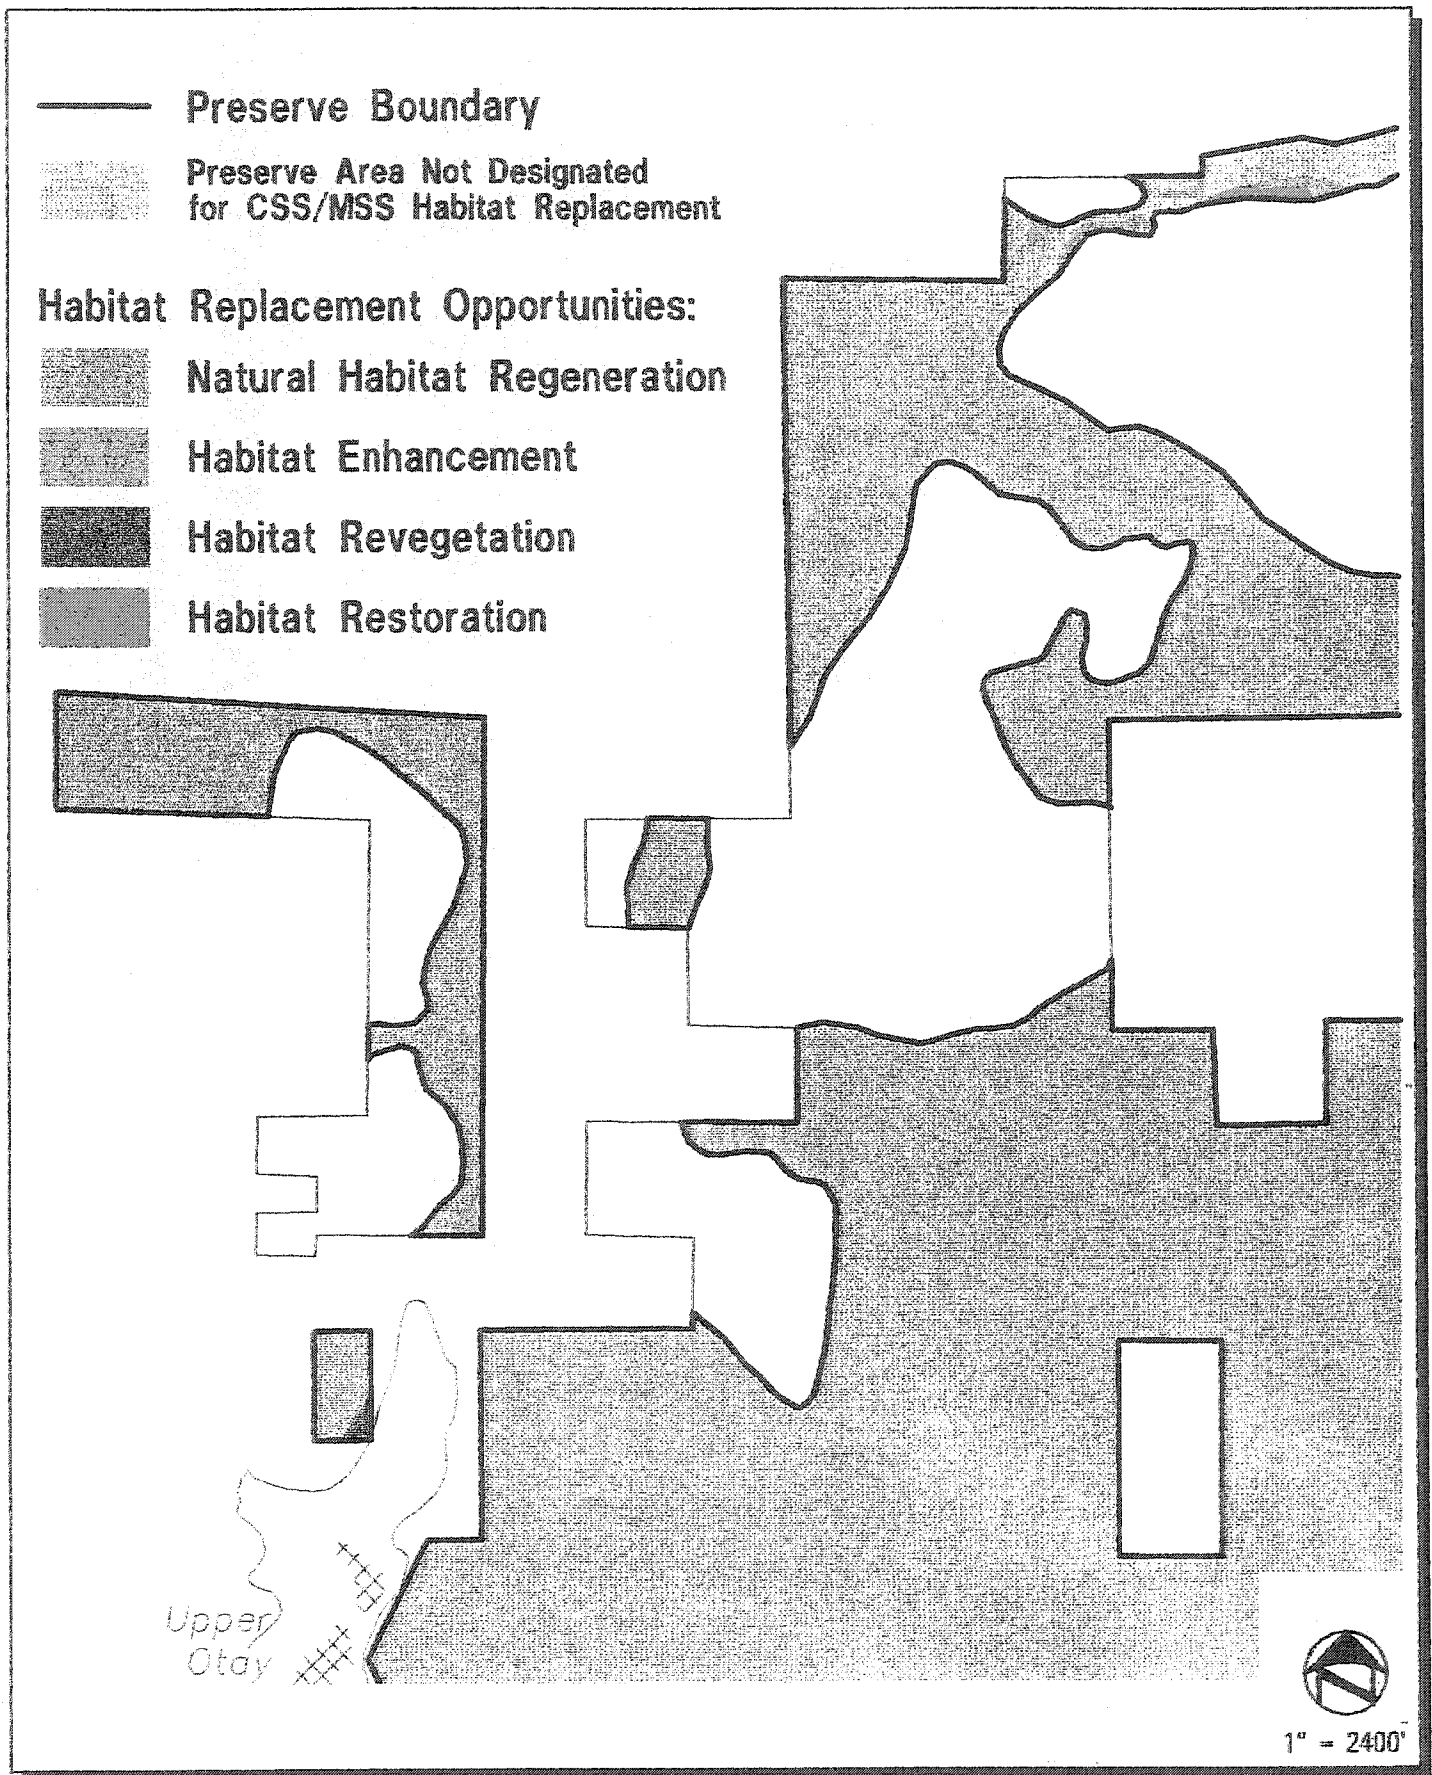 Preserve Boundary
Preserve Area Not Designated
for CSS/MSS Habitat Replacement
Habitat Replacement Opportunities:
Natural Habitat Regeneration
Habitat Enhancement
Habitat Revegetation
Habitat Restoration
Upper
Otay
N
1" = 2400'